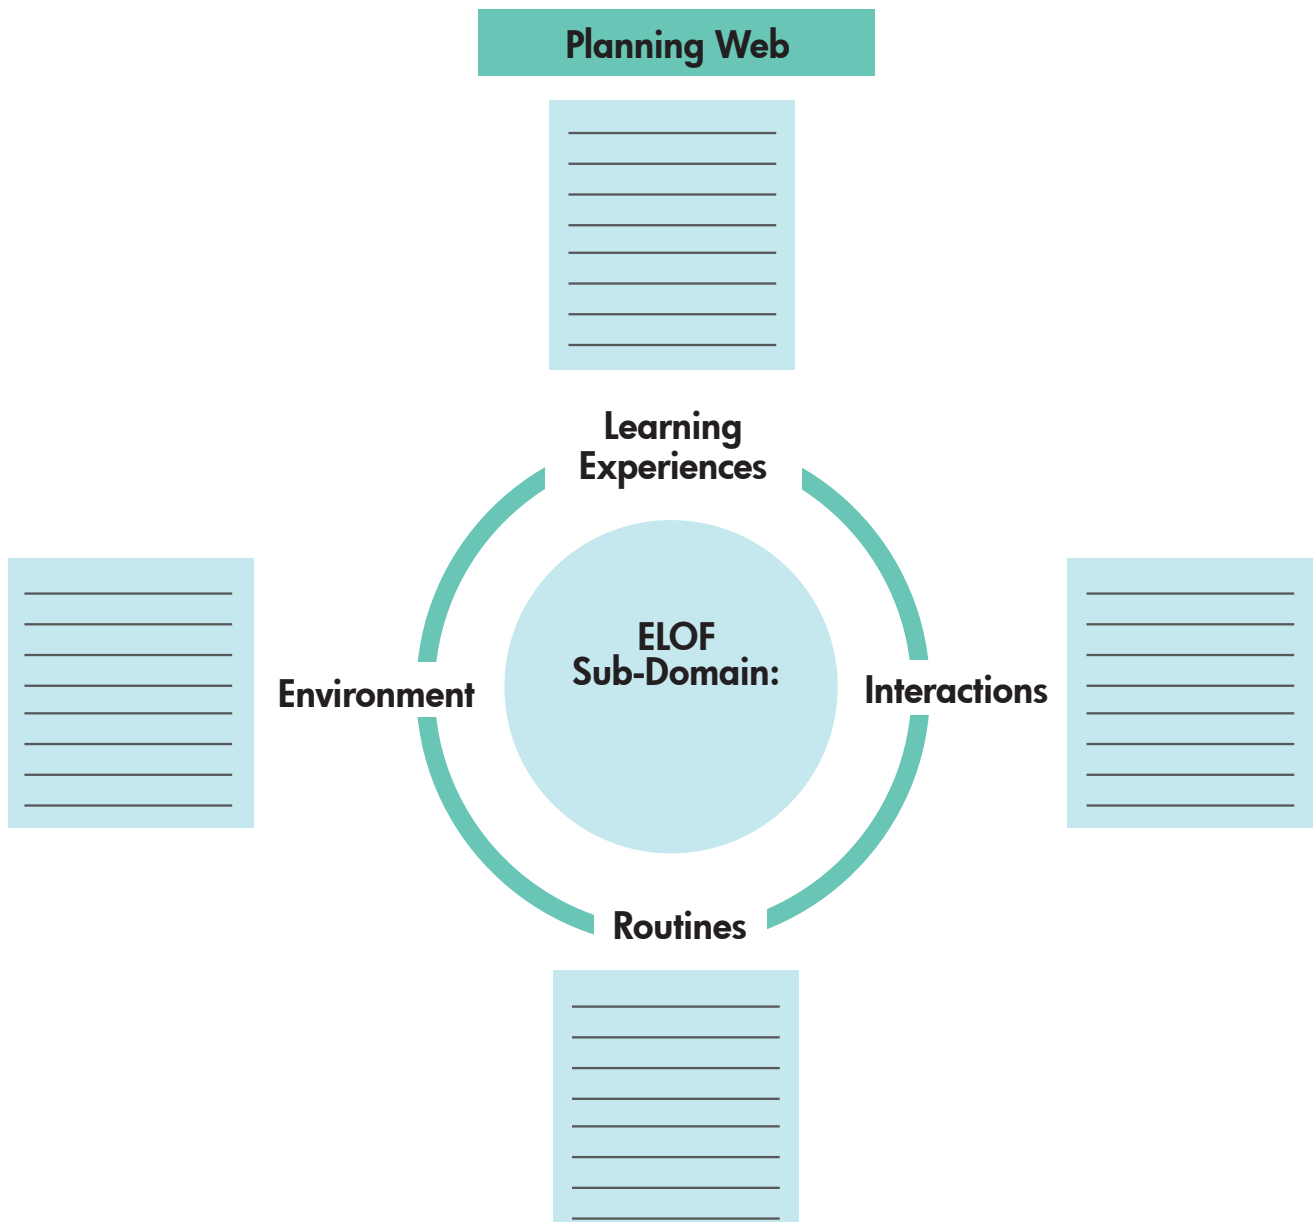 Planning Web
Learning
Experiences
ELOF
Sub-Domain:
Environment
Interactions
Routines